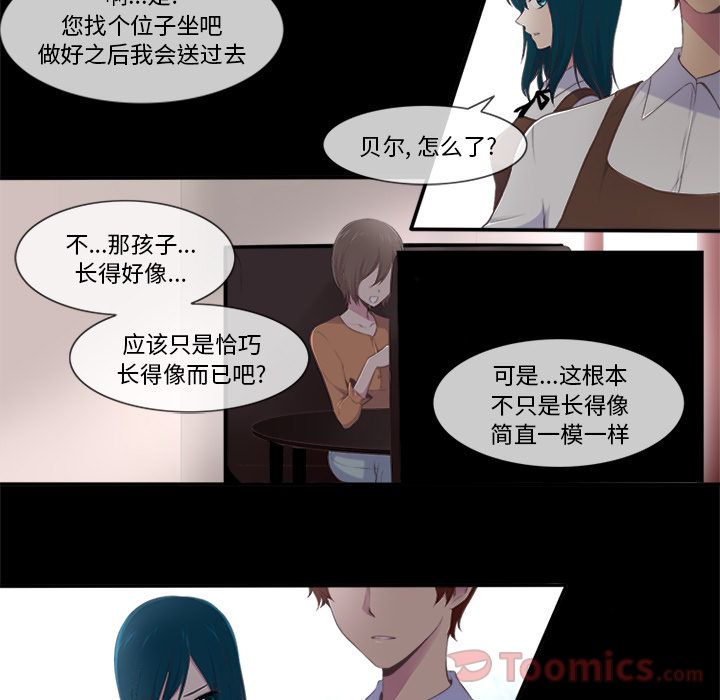 啊...是!
您找个位子坐吧
做好之后我会送过去
贝尔, 怎么了?
不...那孩子...
长得好像...
应该只是恰巧
长得像而已吧?
可是...这根本
不只是长得像
简直一模一样
Toomics.com